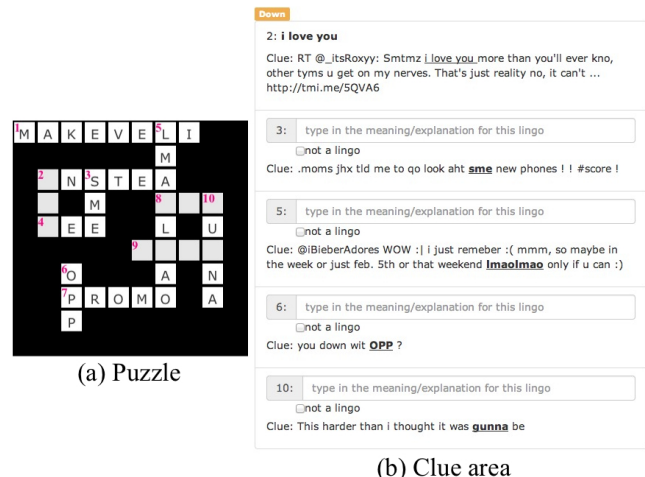 1M A K E V E 5L I
M
2 N 3S T E A
M 8 10
4 E E L U
9
6O A N
7P R O M O A
P
(a) Puzzle
Down
2: i love you
Clue: RT @_itsRoxyy: Smtmz i love you more than you'll ever kno,
other tyms u get on my nerves. That's just reality no, it can't ...
http://tmi.me/5QVA6
3: type in the meaning/explanation for this lingo
not a lingo
Clue: .moms jhx tld me to qo look aht sme new phones ! ! #score !
5: type in the meaning/explanation for this lingo
not a lingo
Clue: @iBieberAdores WOW :| i just remeber :( mmm, so maybe in
the week or just feb. 5th or that weekend lmaolmao only if u can :)
6: type in the meaning/explanation for this lingo
not a lingo
Clue: you down wit OPP ?
10: type in the meaning/explanation for this lingo
not a lingo
Clue: This harder than i thought it was gunna be
(b) Clue area